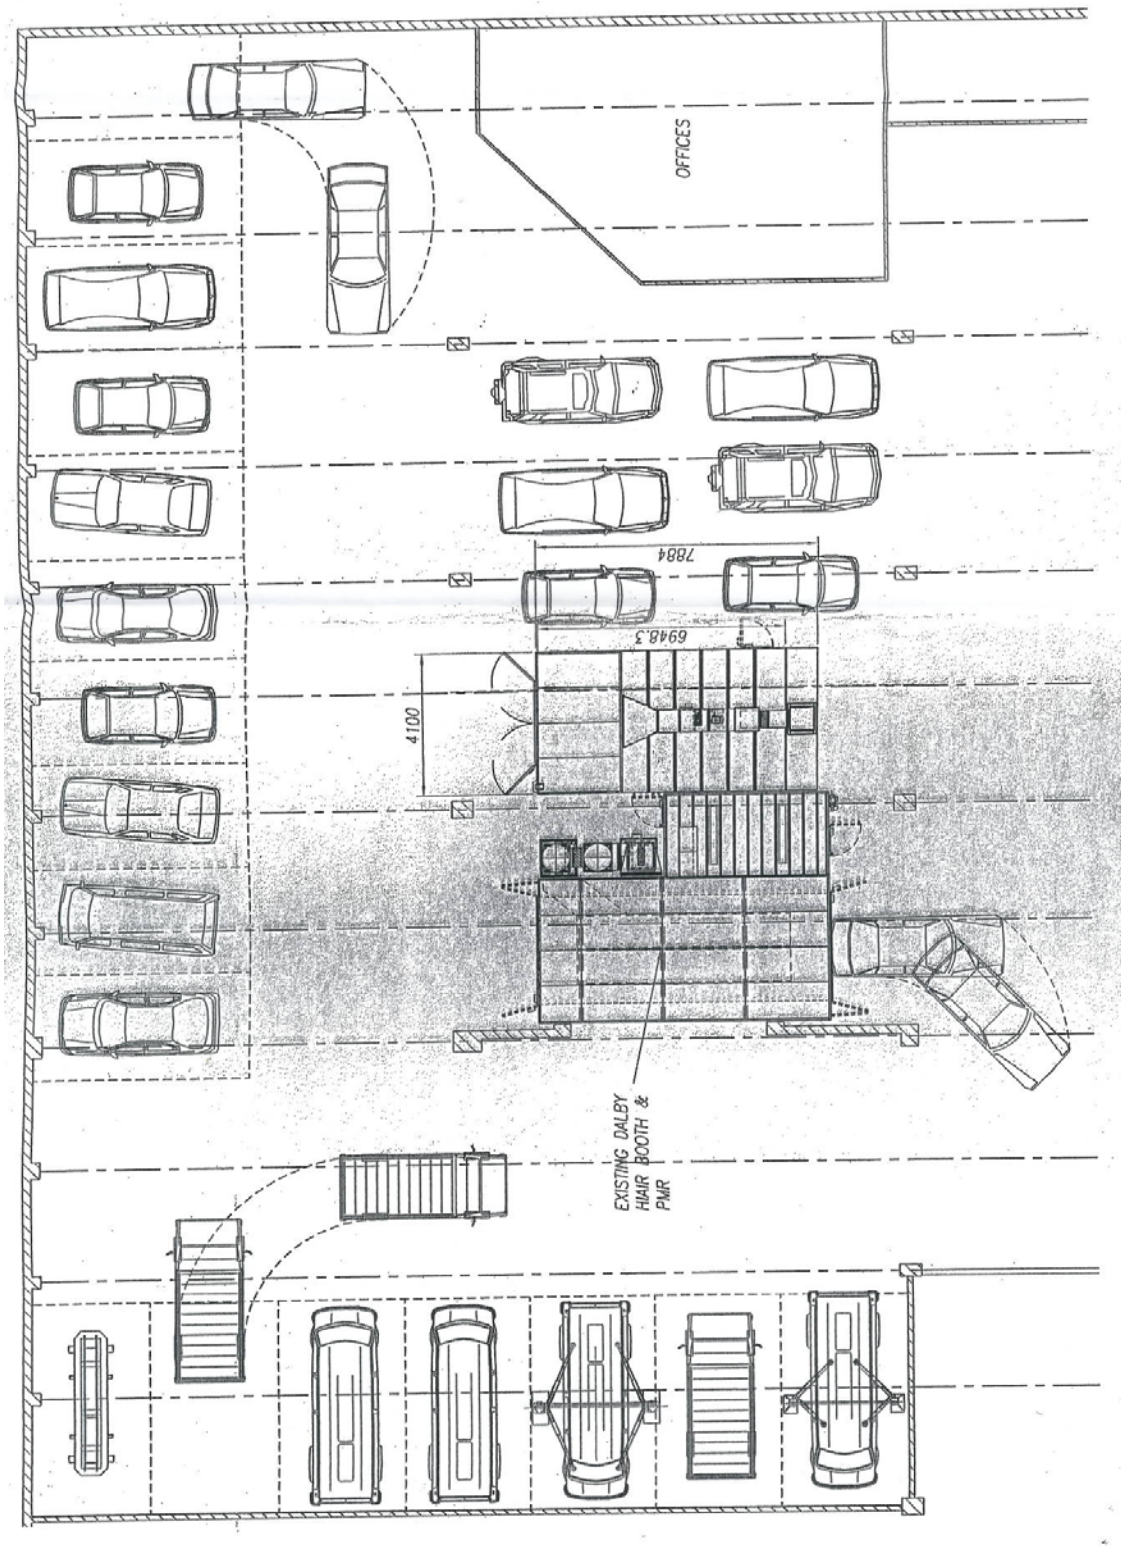 OFFICES
7884
6948.3
4100
EXISTING DALBY
HIAIR BOOTH &
PMR